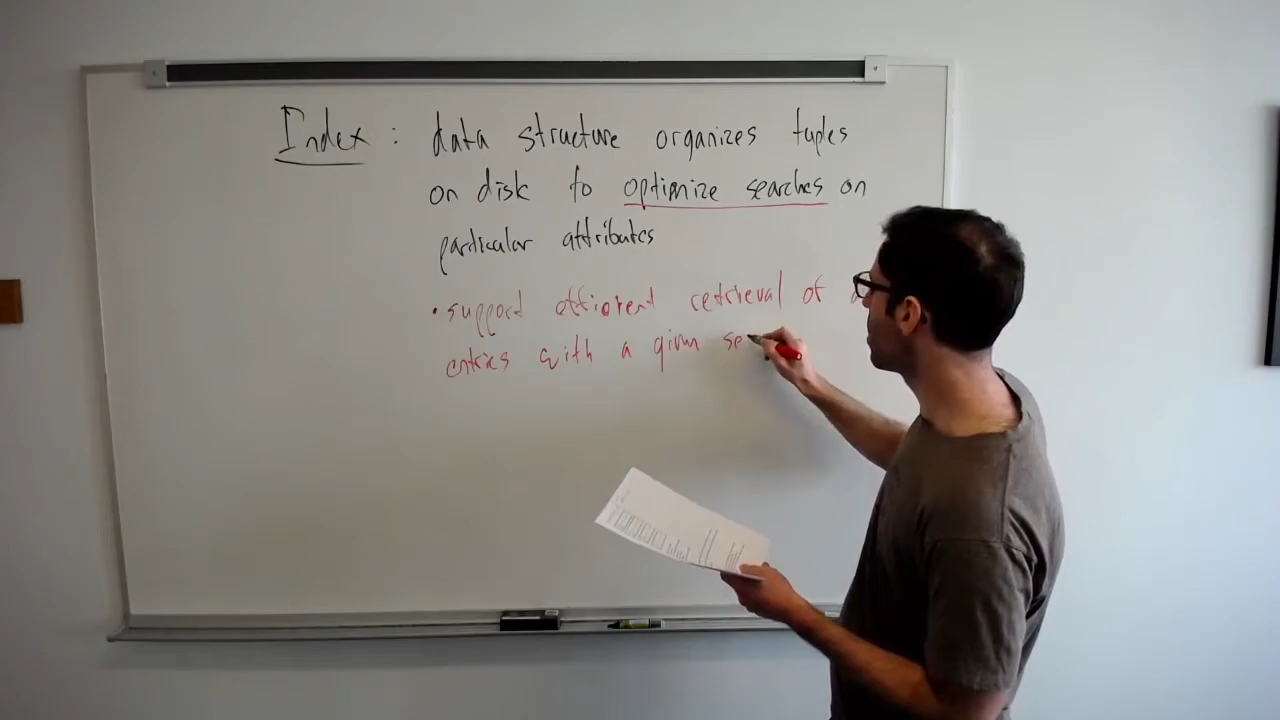 Index : data structure organizes tuples
on disk to optimize searches on
particular attributes
• support efficient retrieval of
entries with a given se